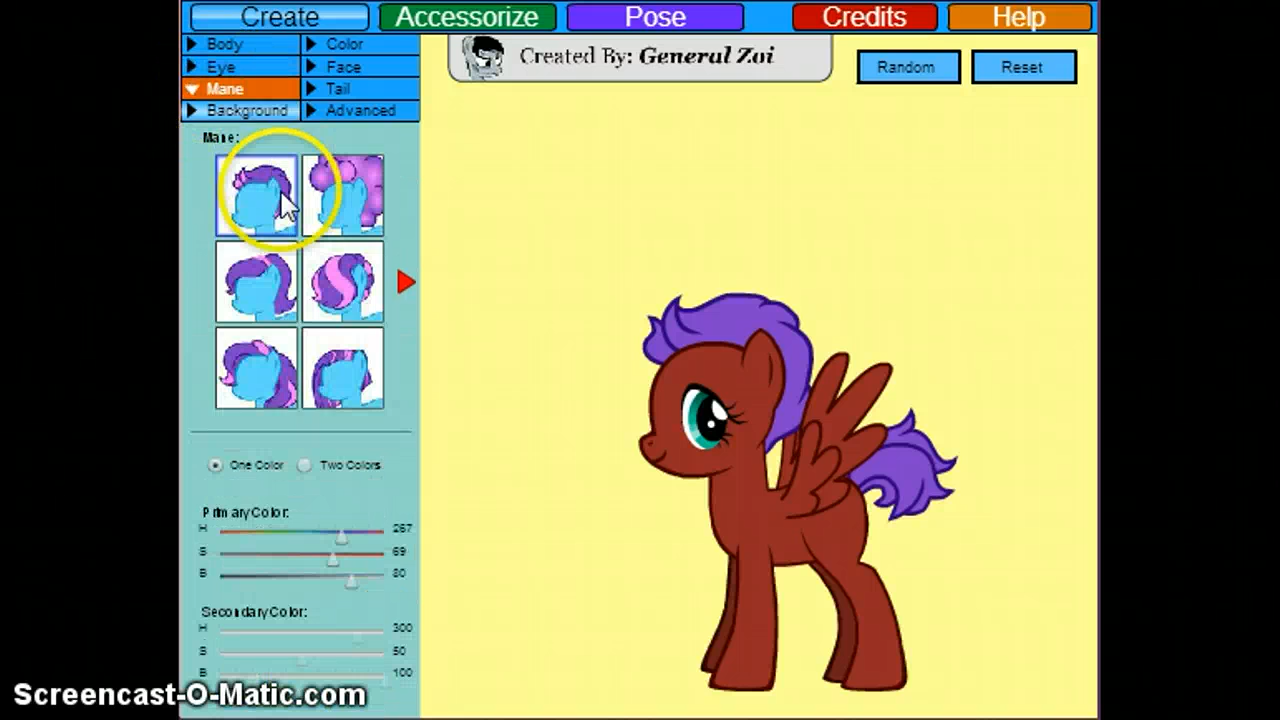 Create Accessorize Pose Credits Help
Body Color
Eye Face
Mane Tail
Background Advanced
Created By: General Zoi
Random Reset
Mane:
One Color Two Colors
Primary Color:
H 267
S 69
B 80
Secondary Color:
H 300
S 50
B 100
Screencast-O-Matic.com